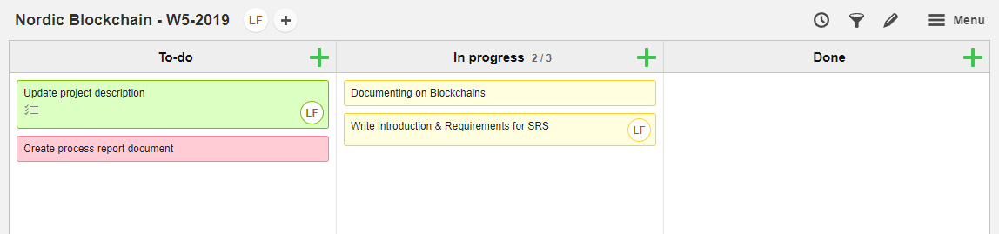 Nordic Blockchain - W5-2019 LF
Menu
To-do
In progress 2 / 3
Done
Update project description
LF
Create process report document
Documenting on Blockchains
Write introduction & Requirements for SRS
LF